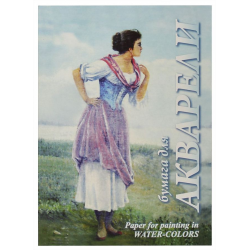 бумага для
АКВАРЕЛИ
Paper for painting in
WATER-COLORS